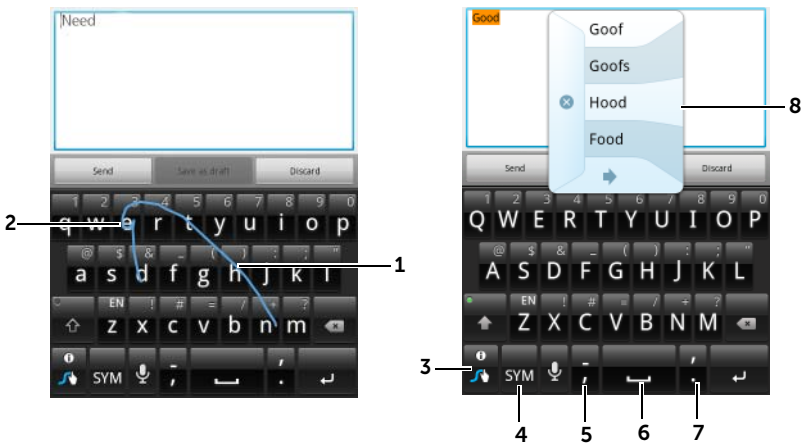 Need
Send Save as draft Discard
1 2 3 4 5 6 7 8 9 0
q w e r t y u i o p
@ $ & _ ( ) : ; "
a s d f g h j k l
EN ! # = / + ?
z x c v b n m
i
SYM - , , .
2
1
Good
Goof
Goofs
Hood
Food
8
Send Discard
1 2 3 4 5 6 7 8 9 0
Q W E R T Y U I O P
@ $ & _ ( ) : ; "
A S D F G H J K L
EN ! # = / + ?
Z X C V B N M
i
SYM - , , .
3
4 5 6 7